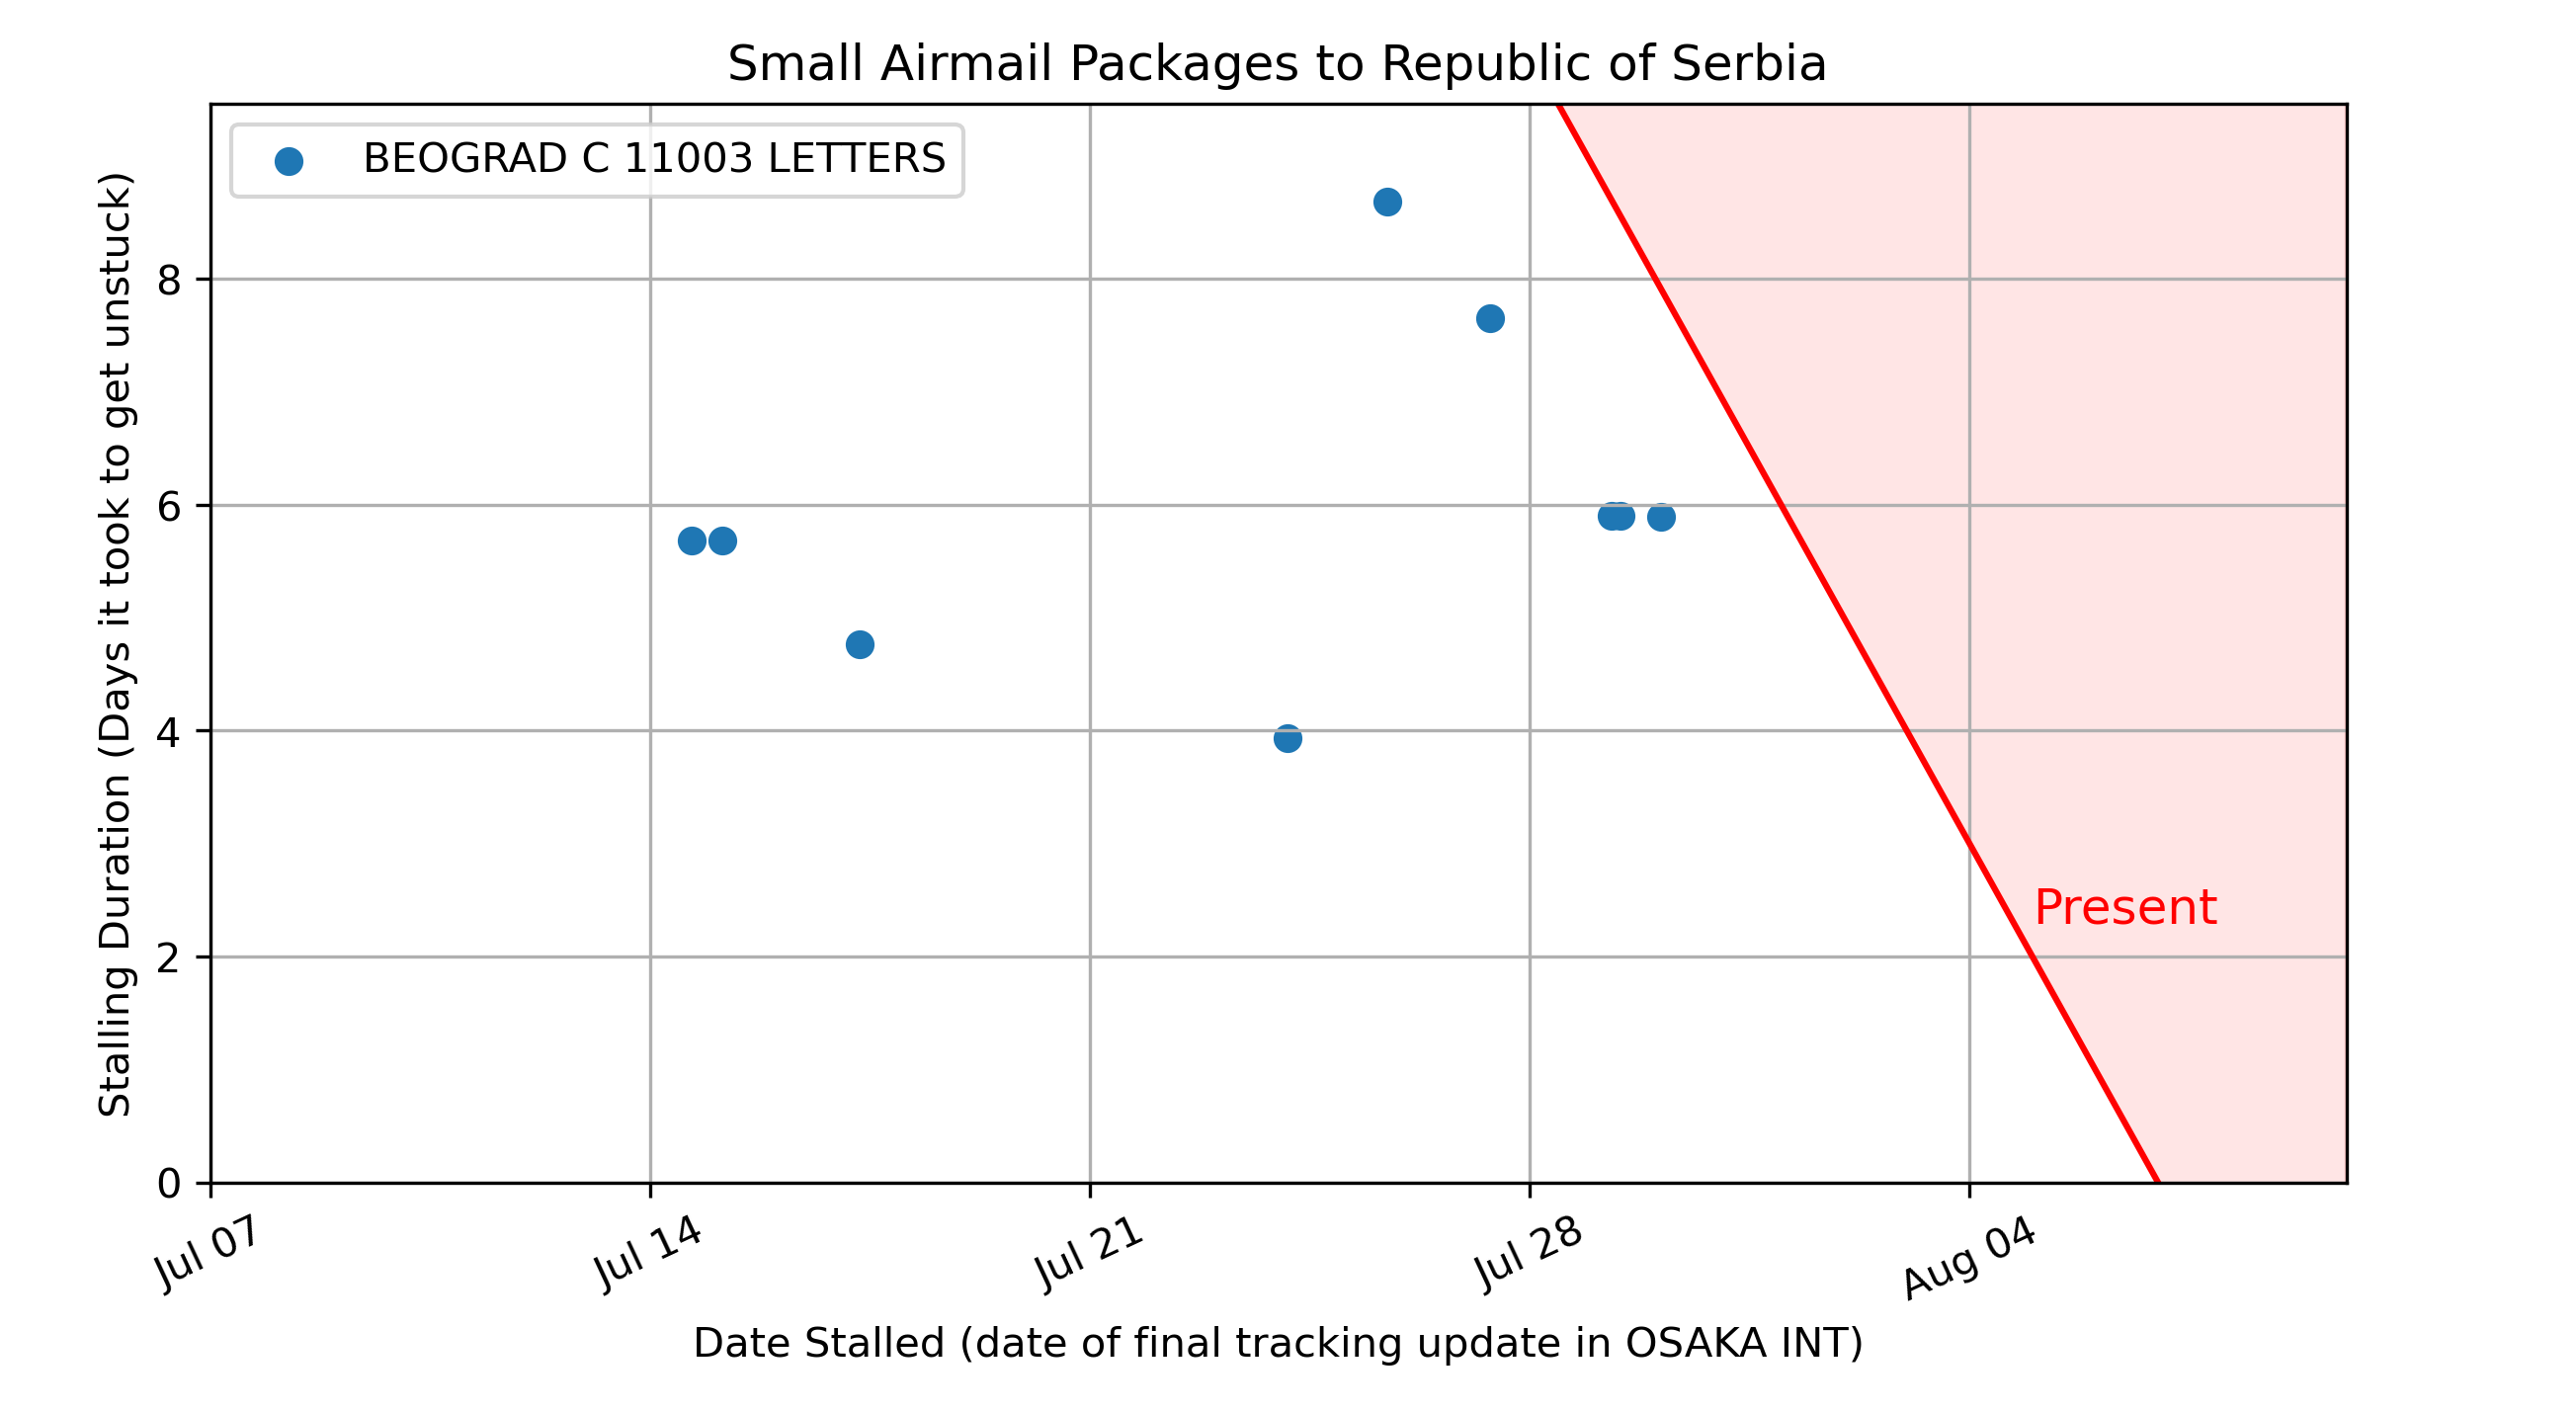 Small Airmail Packages to Republic of Serbia
BEOGRAD C 11003 LETTERS
Stalling Duration (Days it took to get unstuck)
8
6
4
2
0
Jul 07
Jul 14
Jul 21
Jul 28
Aug 04
Present
Date Stalled (date of final tracking update in OSAKA INT)